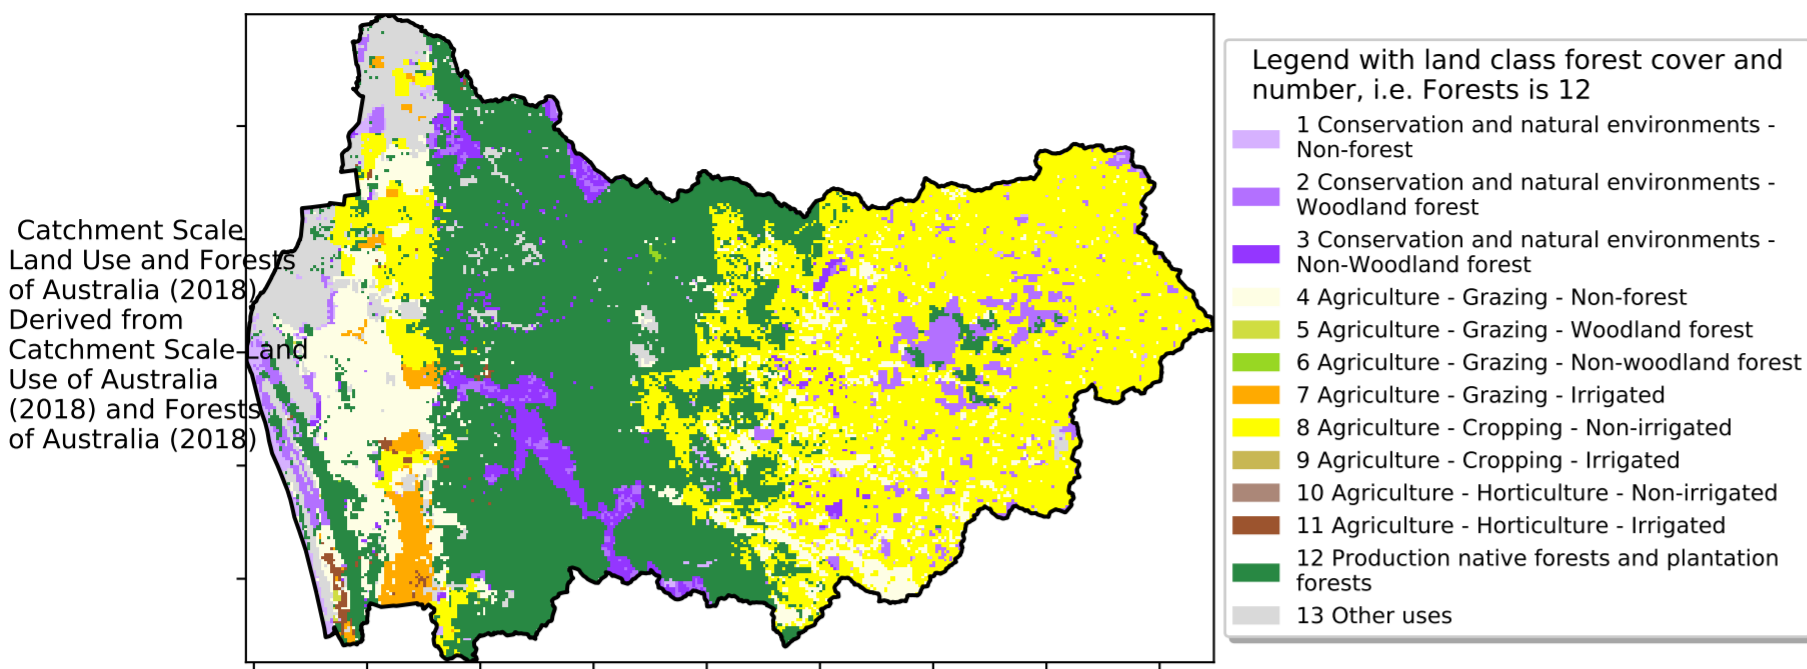 Catchment Scale
Land Use and Forests
of Australia (2018)
Derived from
Catchment Scale Land
Use of Australia
(2018) and Forests
of Australia (2018)
Legend with land class forest cover and
number, i.e. Forests is 12
1 Conservation and natural environments -
Non-forest
2 Conservation and natural environments -
Woodland forest
3 Conservation and natural environments -
Non-Woodland forest
4 Agriculture - Grazing - Non-forest
5 Agriculture - Grazing - Woodland forest
6 Agriculture - Grazing - Non-woodland forest
7 Agriculture - Grazing - Irrigated
8 Agriculture - Cropping - Non-irrigated
9 Agriculture - Cropping - Irrigated
10 Agriculture - Horticulture - Non-irrigated
11 Agriculture - Horticulture - Irrigated
12 Production native forests and plantation
forests
13 Other uses